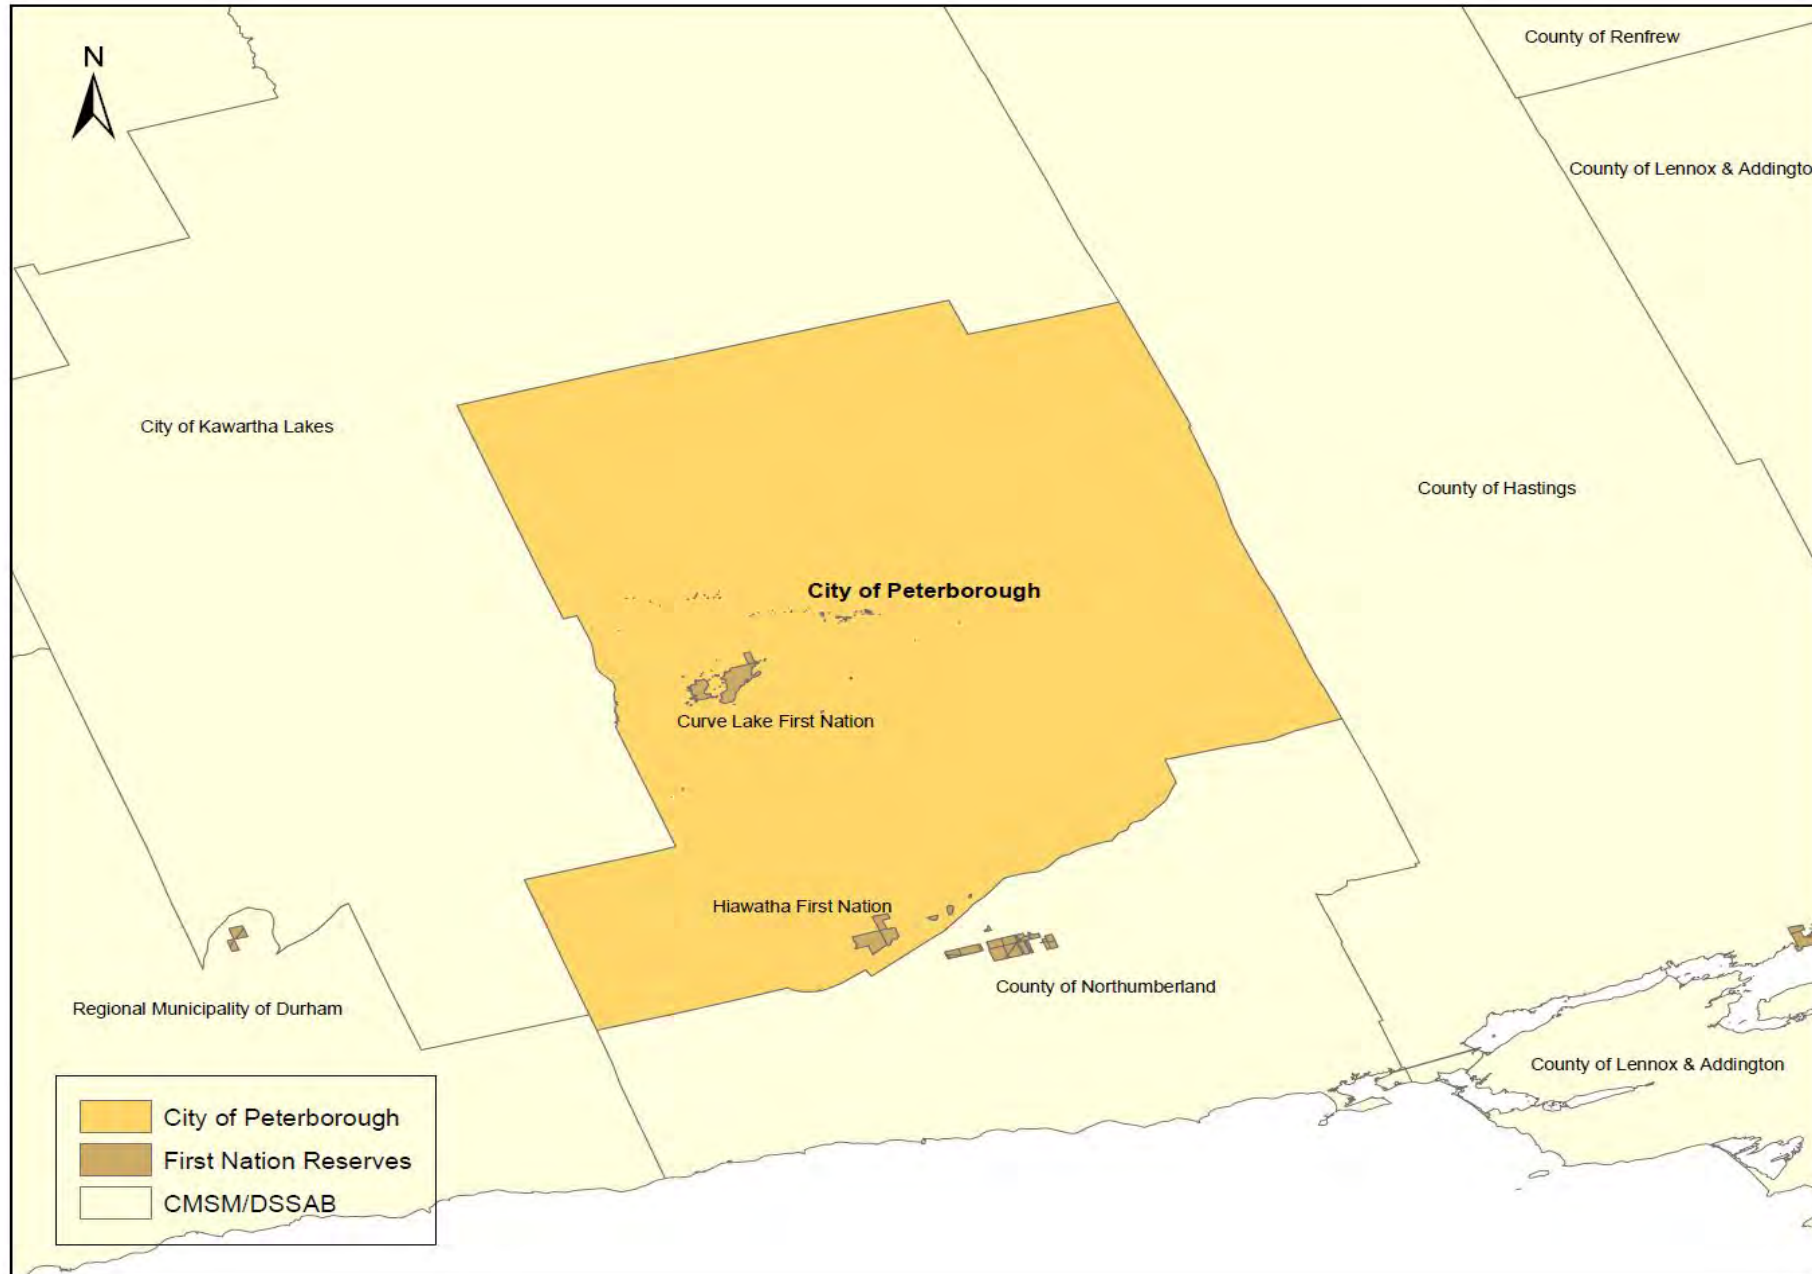 N
County of Renfrew
County of Lennox & Addingto
City of Kawartha Lakes
County of Hastings
City of Peterborough
Curve Lake First Nation
Hiawatha First Nation
County of Northumberland
Regional Municipality of Durham
County of Lennox & Addington
City of Peterborough
First Nation Reserves
CMSM/DSSAB